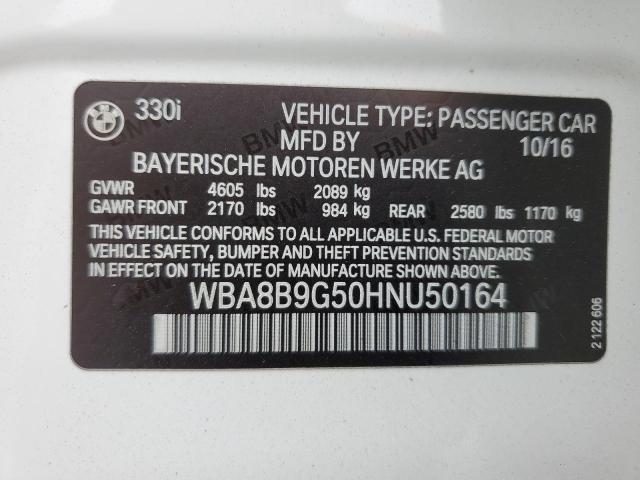 BMW 330i VEHICLE TYPE: PASSENGER CAR
MFD BY 10/16
BAYERISCHE MOTOREN WERKE AG
GVWR 4605 lbs 2089 kg
GAWR FRONT 2170 lbs 984 kg REAR 2580 lbs 1170 kg
THIS VEHICLE CONFORMS TO ALL APPLICABLE U.S. FEDERAL MOTOR
VEHICLE SAFETY, BUMPER AND THEFT PREVENTION STANDARDS
IN EFFECT ON THE DATE OF MANUFACTURE SHOWN ABOVE.
WBA8B9G50HNU50164
2 122 606